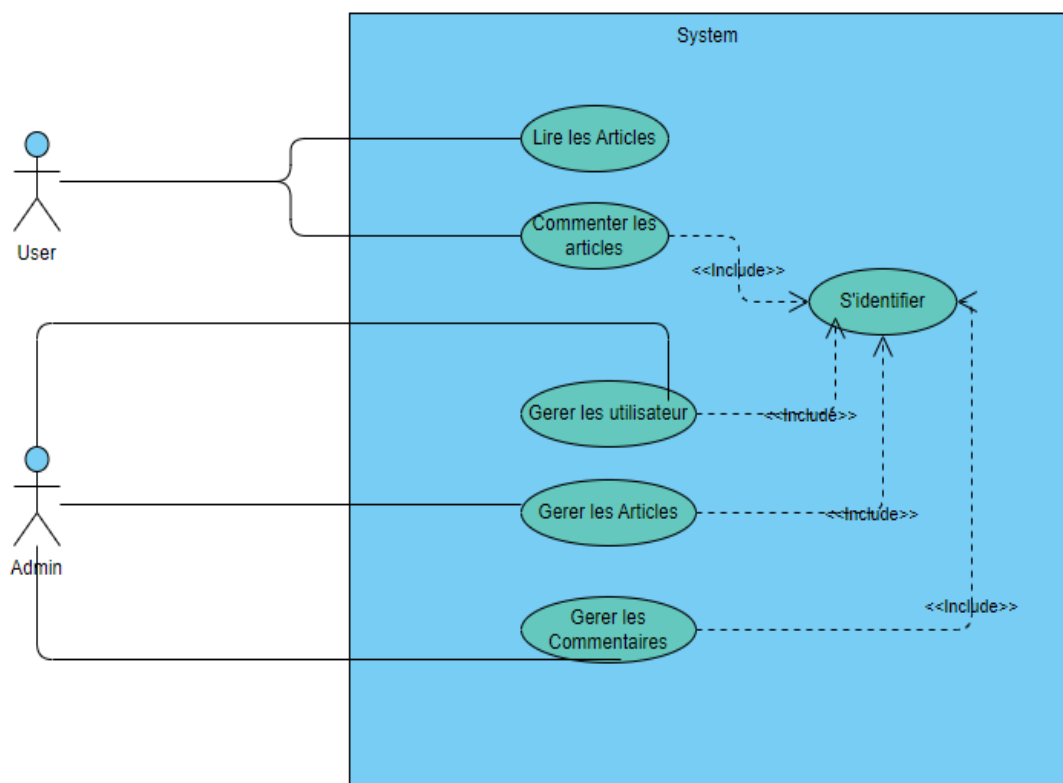 System
Lire les Articles
User
Commenter les
articles
<<Include>>
S'identifier
Gerer les utilisateur
<<Include>>
Admin
Gerer les Articles
<<Include>>
Gerer les
Commentaires
<<Include>>